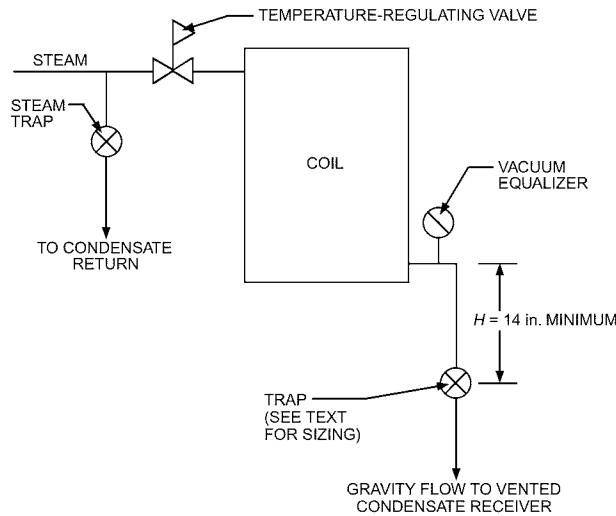 TEMPERATURE-REGULATING VALVE
STEAM
STEAM
TRAP
COIL
VACUUM
EQUALIZER
TO CONDENSATE
RETURN
H = 14 in. MINIMUM
TRAP
(SEE TEXT
FOR SIZING)
GRAVITY FLOW TO VENTED
CONDENSATE RECEIVER